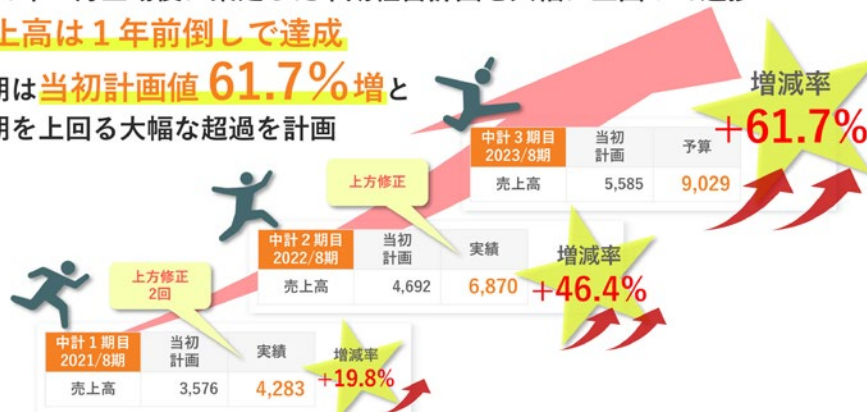 上高は1年前倒しで達成
期は当初計画値 61.7%増と
期を上回る大幅な超過を計画
増減率
+61.7%
中計3期目
2023/8期
当初
計画
予算
売上高
5,585
9,029
上方修正
中計2期目
2022/8期
当初
計画
実績
売上高
4,692
6,870
増減率
+46.4%
上方修正
2回
中計1期目
2021/8期
当初
計画
実績
売上高
3,576
4,283
増減率
+19.8%